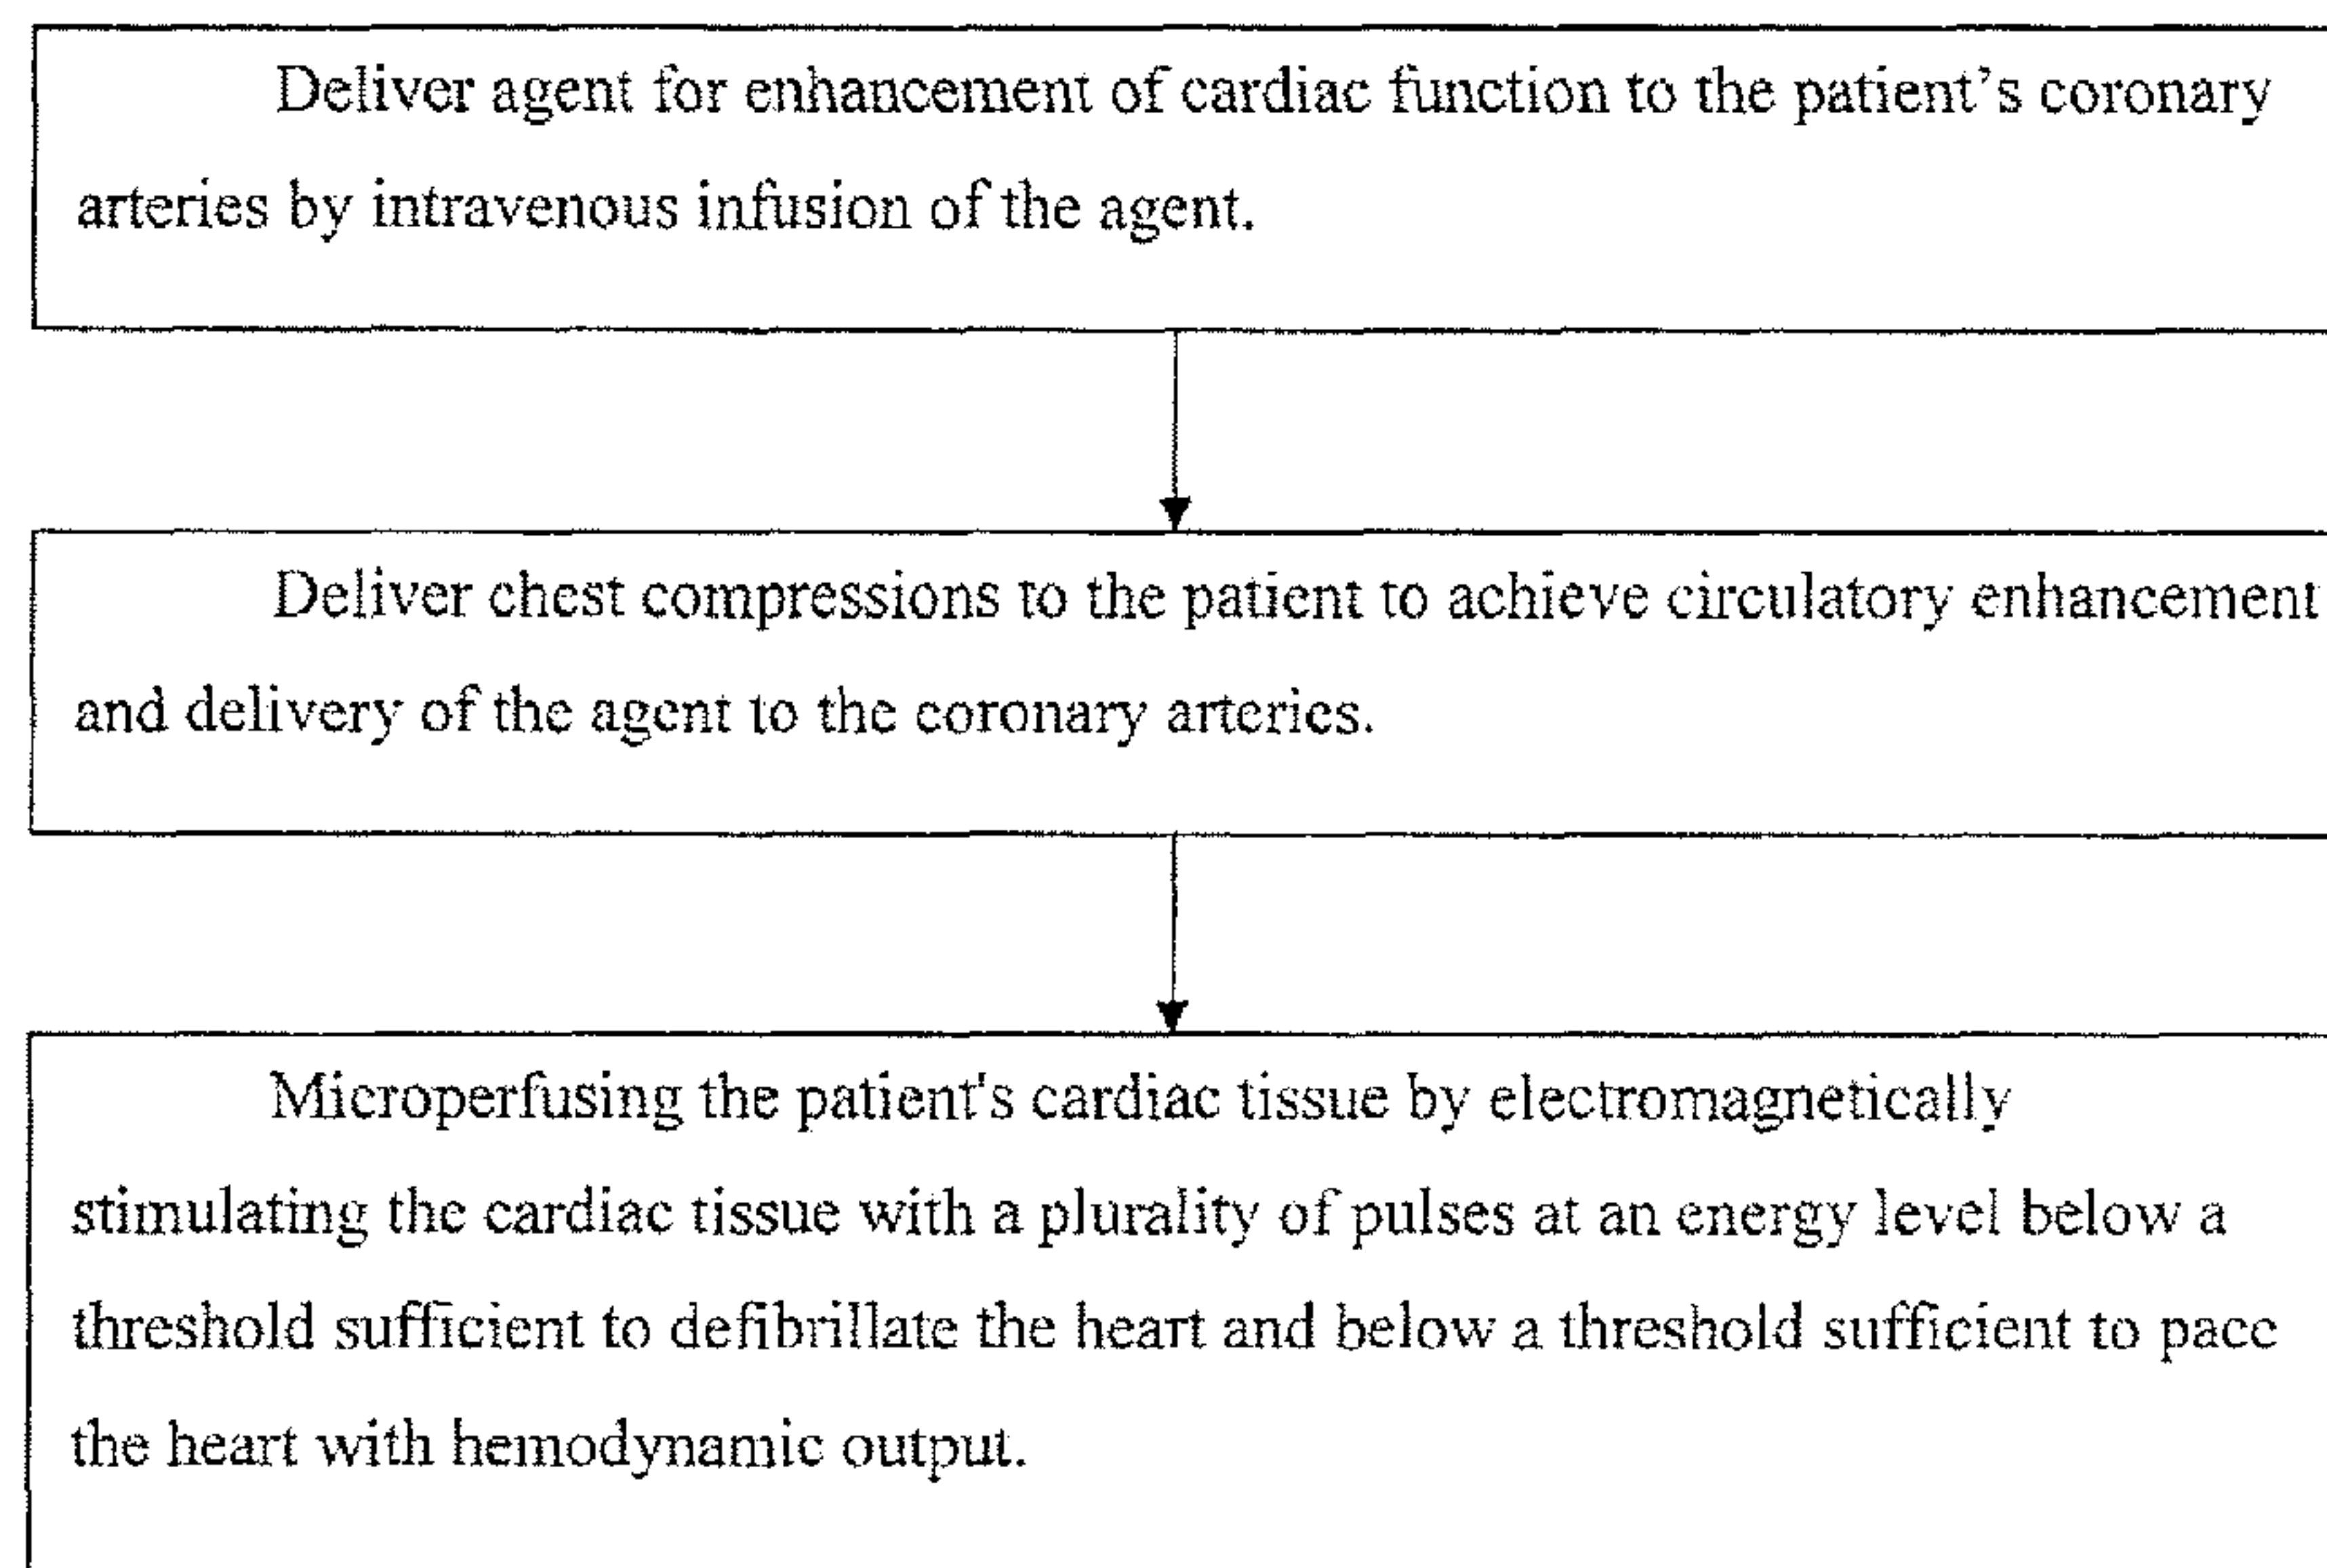 Deliver agent for enhancement of cardiac function to the patient’s coronary
arteries by intravenous infusion of the agent.
Deliver chest compressions to the patient to achieve circulatory enhancement
and delivery of the agent to the coronary arteries.
Microperfusing the patient's cardiac tissue by electromagnetically
stimulating the cardiac tissue with a plurality of pulses at an energy level below a
threshold sufficient to defibrillate the heart and below a threshold sufficient to pace
the heart with hemodynamic output.